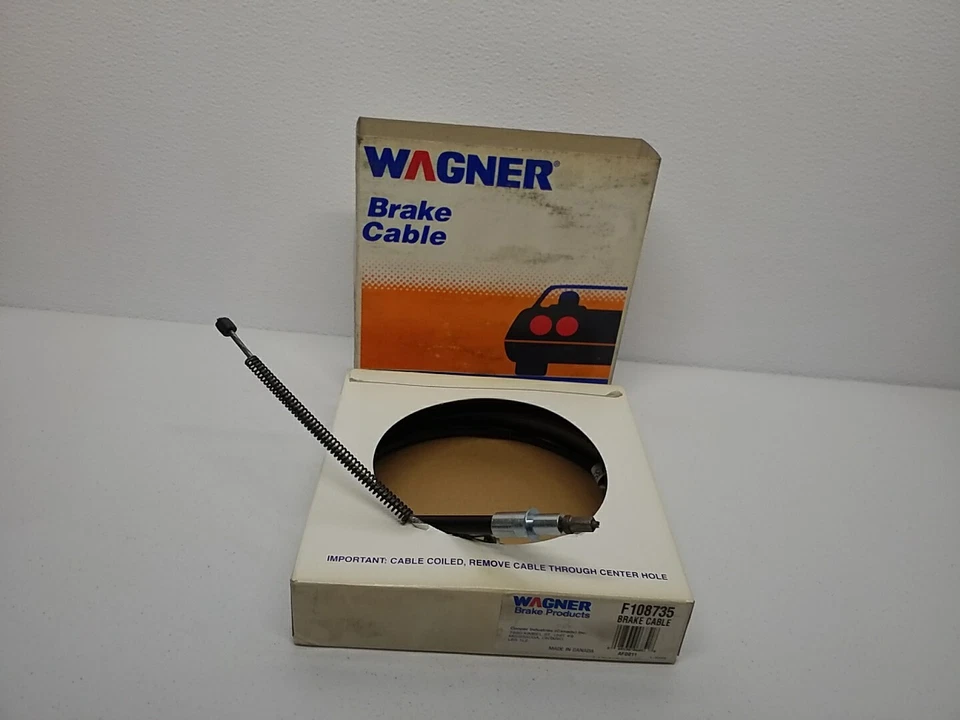 WAGNER®
Brake
Cable
IMPORTANT: CABLE COILED, REMOVE CABLE THROUGH CENTER HOLE
WAGNER
Brake Products
F108735
BRAKE CABLE
MADE IN CANADA